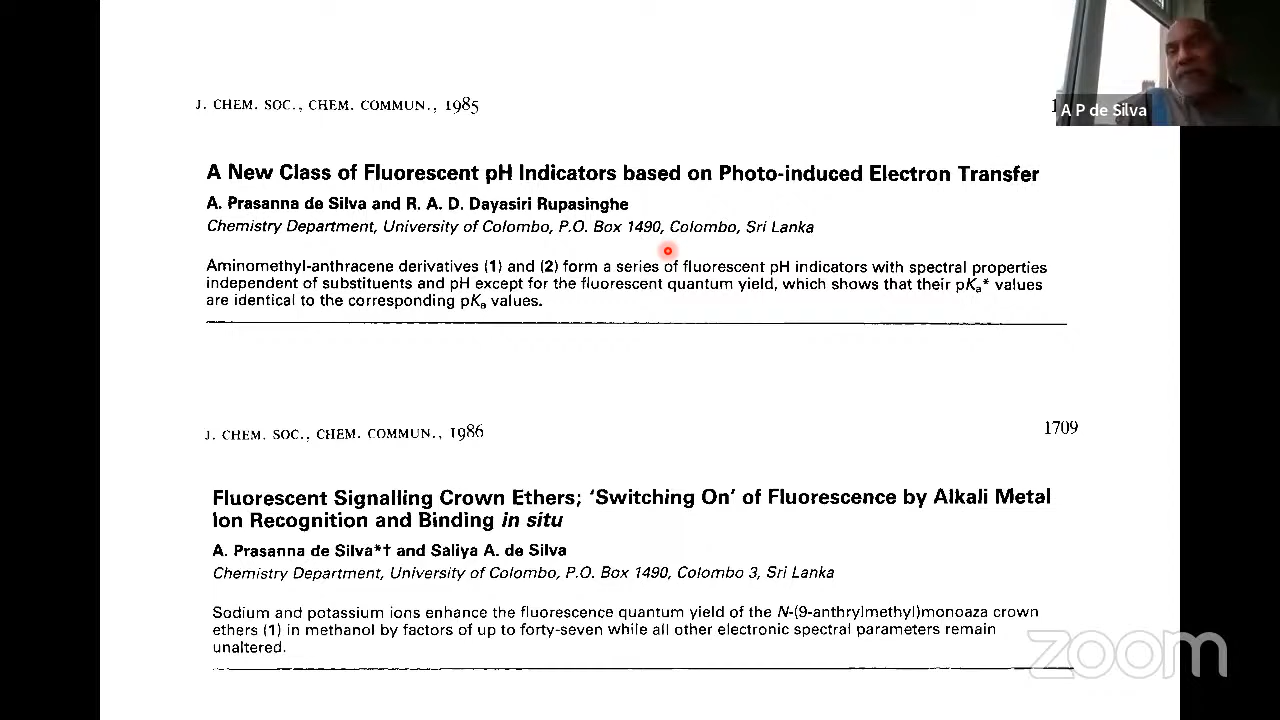 J. CHEM. SOC., CHEM. COMMUN., 1985
A P de Silva
A New Class of Fluorescent pH Indicators based on Photo-induced Electron Transfer
A. Prasanna de Silva and R. A. D. Dayasiri Rupasinghe
Chemistry Department, University of Colombo, P.O. Box 1490, Colombo, Sri Lanka
Aminomethyl-anthracene derivatives (1) and (2) form a series of fluorescent pH indicators with spectral properties
independent of substituents and pH except for the fluorescent quantum yield, which shows that their pKa* values
are identical to the corresponding pKa values.
J. CHEM. SOC., CHEM. COMMUN., 1986
1709
Fluorescent Signalling Crown Ethers; 'Switching On' of Fluorescence by Alkali Metal
Ion Recognition and Binding in situ
A. Prasanna de Silva*† and Saliya A. de Silva
Chemistry Department, University of Colombo, P.O. Box 1490, Colombo 3, Sri Lanka
Sodium and potassium ions enhance the fluorescence quantum yield of the N-(9-anthrylmethyl)monoaza crown
ethers (1) in methanol by factors of up to forty-seven while all other electronic spectral parameters remain
unaltered.
zoom